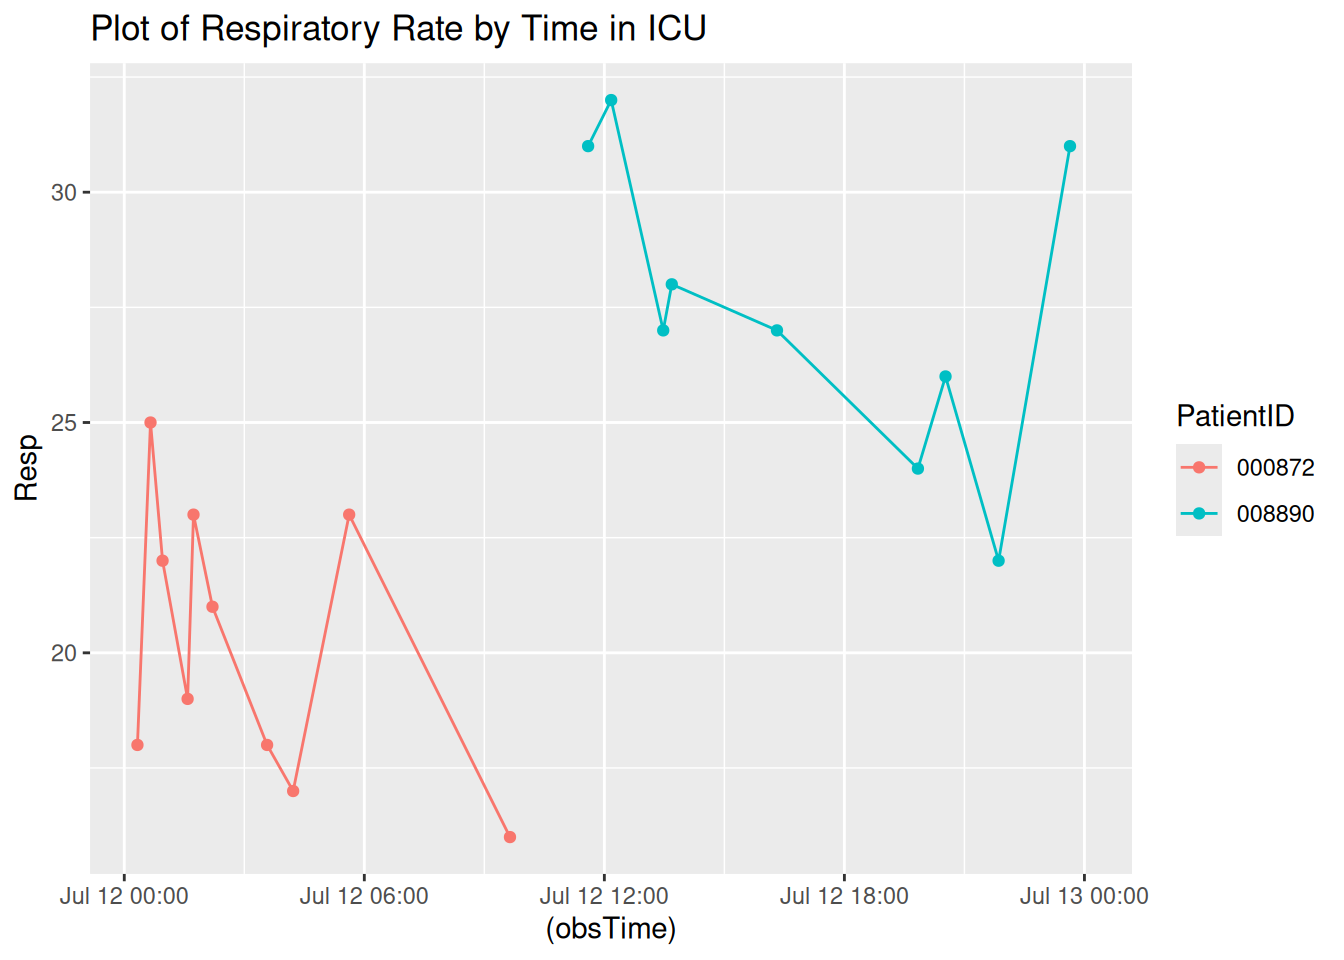 Plot of Respiratory Rate by Time in ICU
30
25
20
Resp
Jul 12 00:00
Jul 12 06:00
Jul 12 12:00
Jul 12 18:00
Jul 13 00:00
(obsTime)
PatientID
000872
008890